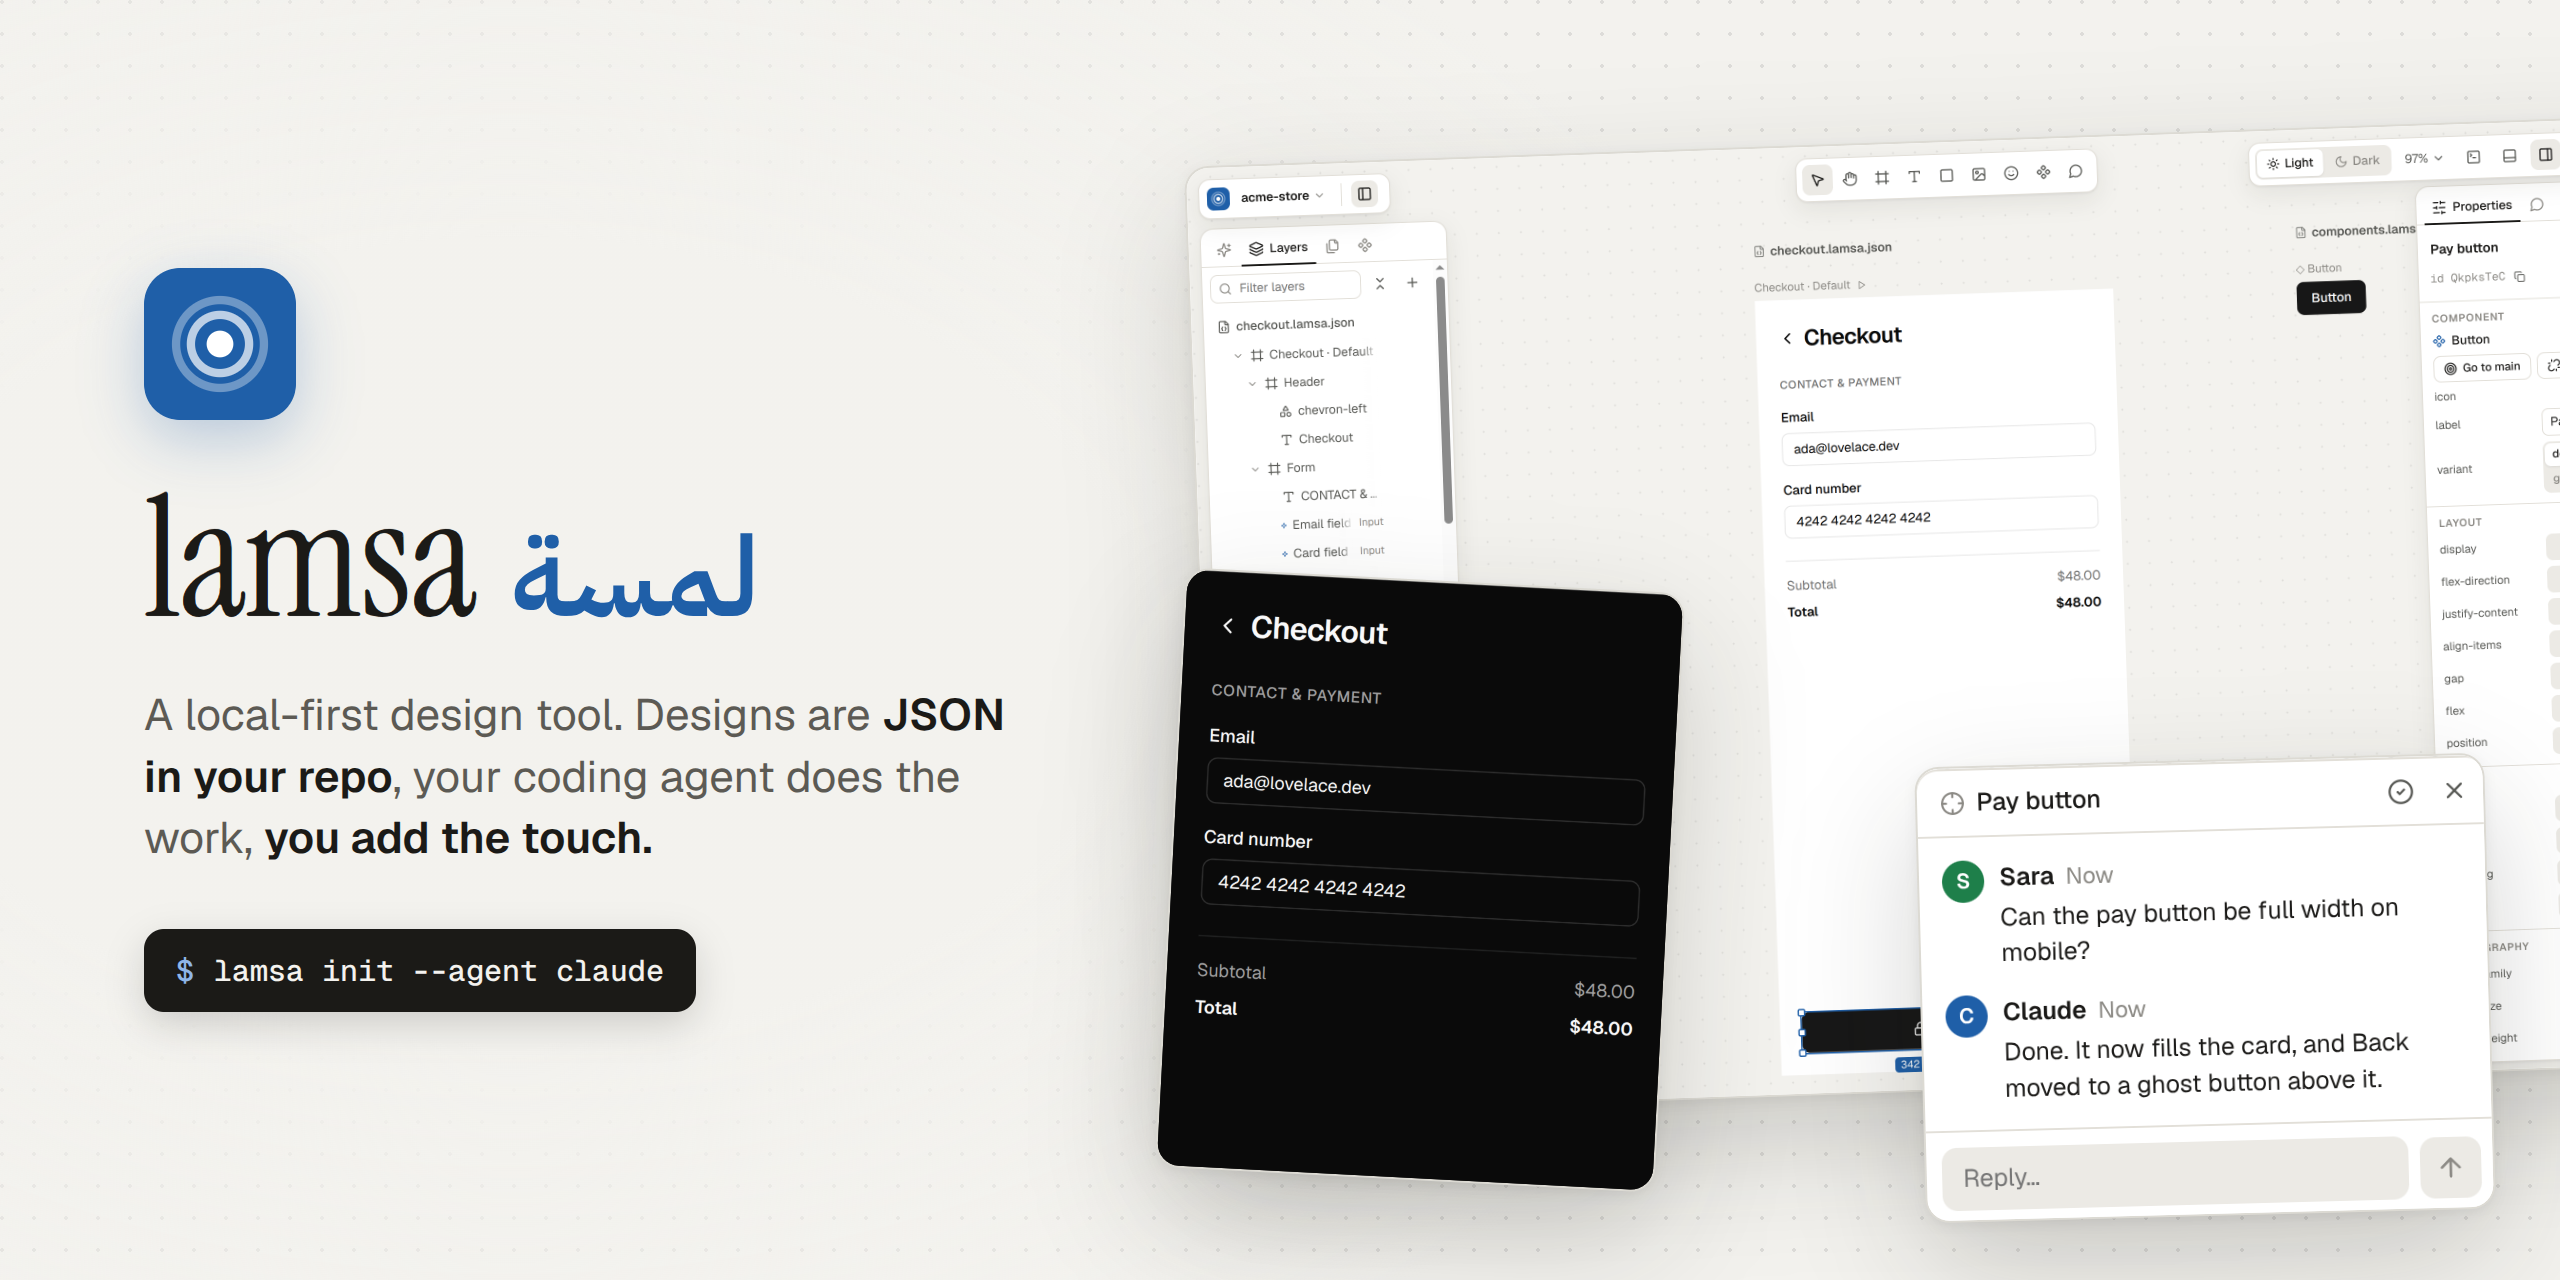 lamsa لمسة
A local-first design tool. Designs are JSON
in your repo, your coding agent does the
work, you add the touch.
$ lamsa init --agent claude
acme-store
Layers
Filter layers
checkout.lamsa.json
Checkout · Default
Header
chevron-left
Checkout
Form
CONTACT & ...
Email field Input
Card field Input
checkout.lamsa.json
Checkout · Default
Checkout
CONTACT & PAYMENT
Email
ada@lovelace.dev
Card number
4242 4242 4242 4242
Subtotal $48.00
Total $48.00
342
Light Dark 97%
components.lams
Button
Button
Properties
Pay button
id QkpksTeC
COMPONENT
Button
Go to main
icon
label
variant
LAYOUT
display
flex-direction
justify-content
align-items
gap
flex
position
Checkout
CONTACT & PAYMENT
Email
ada@lovelace.dev
Card number
4242 4242 4242 4242
Subtotal $48.00
Total $48.00
Pay button
S Sara Now
Can the pay button be full width on
mobile?
C Claude Now
Done. It now fills the card, and Back
moved to a ghost button above it.
Reply...